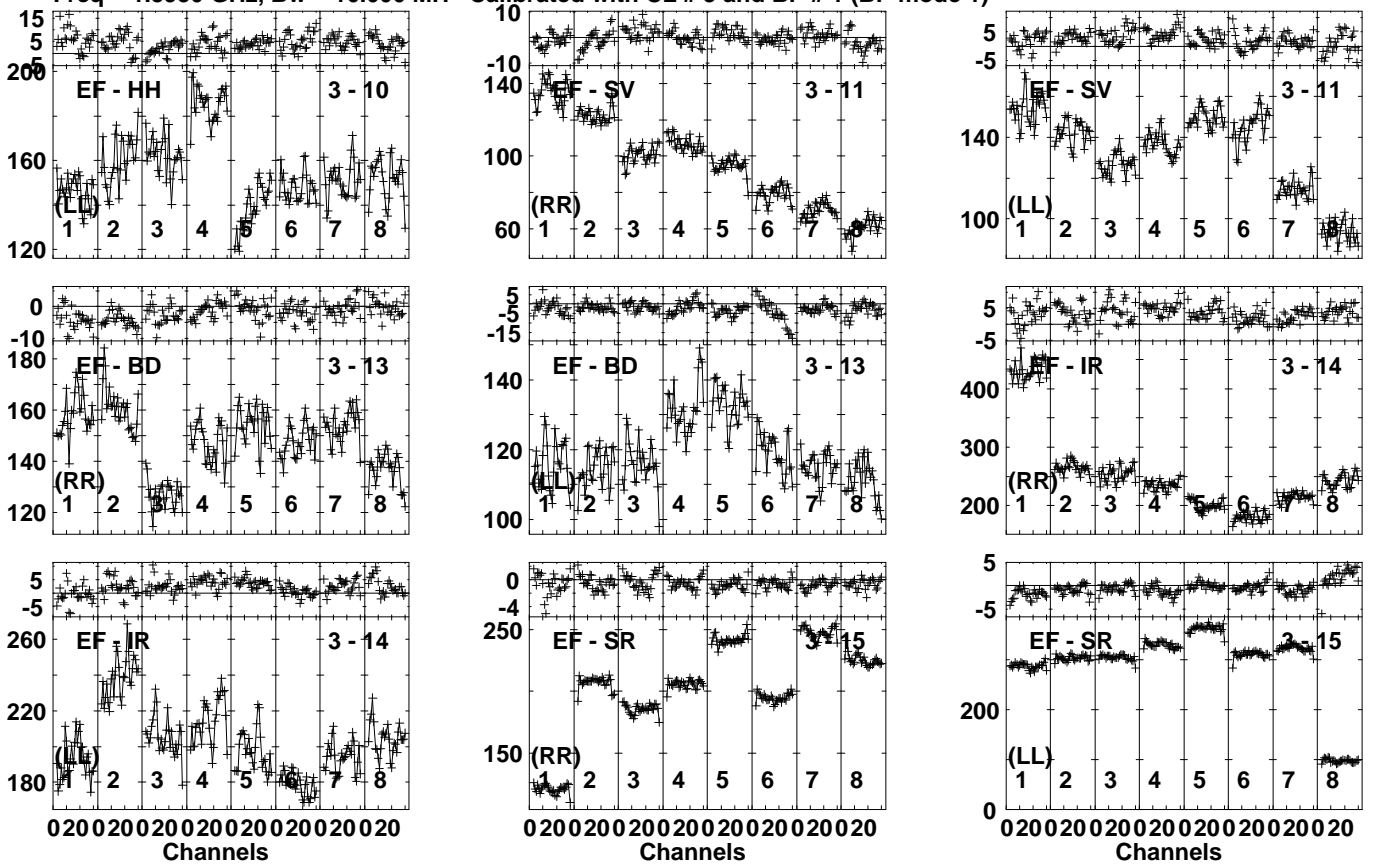 15
5
-5
200
160
120
EF - HH 3 - 10
(LL)
1 2 3 4 5 6 7 8
10
-10
140
100
60
EF - SV 3 - 11
(RR)
1 2 3 4 5 6 7 8
5
-5
140
100
EF - SV 3 - 11
(LL)
1 2 3 4 5 6 7 8
0
-10
180
160
140
120
EF - BD 3 - 13
(RR)
1 2 3 4 5 6 7 8
5
-5
-15
140
120
100
EF - BD 3 - 13
(LL)
1 2 3 4 5 6 7 8
5
-5
400
300
200
EF - IR 3 - 14
(RR)
1 2 3 4 5 6 7 8
5
-5
260
220
180
EF - IR 3 - 14
(LL)
1 2 3 4 5 6 7 8
0 20 0 20 0 20 0 20 0 20 0 20 0 20 0 20
Channels
0
-4
250
150
EF - SR 3 - 15
(RR)
1 2 3 4 5 6 7 8
0 20 0 20 0 20 0 20 0 20 0 20 0 20 0 20
Channels
5
-5
200
0
EF - SR 3 - 15
(LL)
1 2 3 4 5 6 7 8
0 20 0 20 0 20 0 20 0 20 0 20 0 20 0 20
Channels